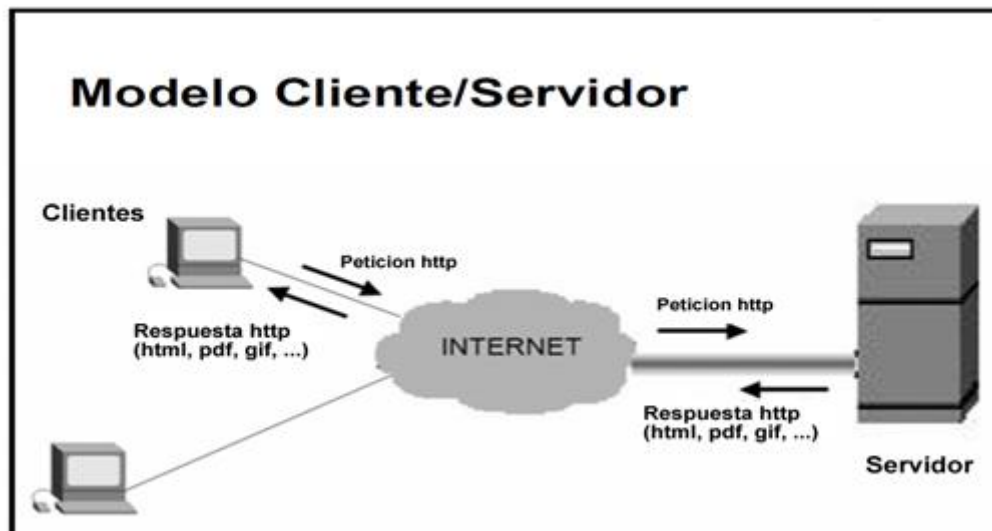 Modelo Cliente/Servidor
Clientes
Peticion http
Respuesta http
(html, pdf, gif, ...)
INTERNET
Peticion http
Respuesta http
(html, pdf, gif, ...)
Servidor